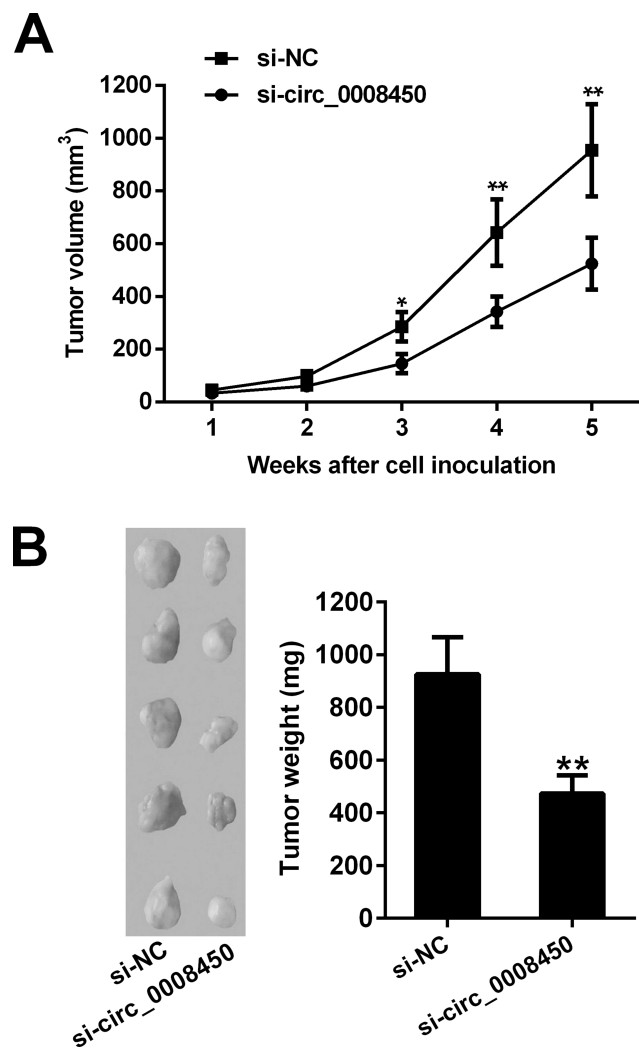 A
si-NC
si-circ_0008450
Tumor volume (mm3)
1200
1000
800
600
400
200
0
*
**
**
1 2 3 4 5
Weeks after cell inoculation
B
si-NC
si-circ_0008450
Tumor weight (mg)
1200
1000
800
600
400
200
0
**
si-NC
si-circ_0008450